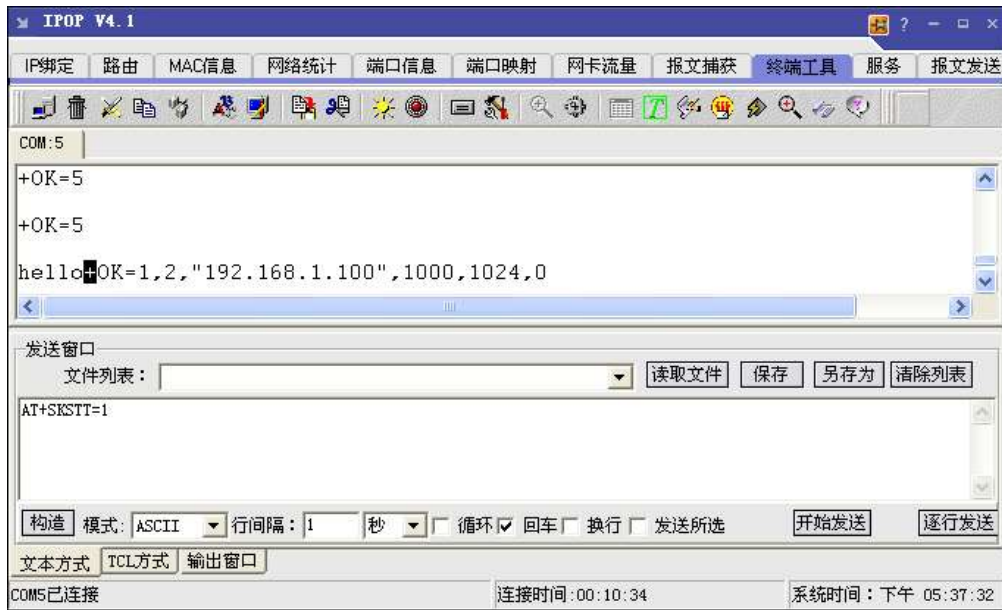 IPOP V4.1
IP绑定 路由 MAC信息 网络统计 端口信息 端口映射 网卡流量 报文捕获 终端工具 服务 报文发送
COM:5
+OK=5
+OK=5
hello+OK=1,2,"192.168.1.100",1000,1024,0
发送窗口
文件列表： 读取文件 保存 另存为 清除列表
AT+SKSTT=1
构造 模式: ASCII 行间隔：1 秒 循环 回车 换行 发送所选 开始发送 逐行发送
文本方式 TCL方式 输出窗口
COM5已连接 连接时间:00:10:34 系统时间：下午 05:37:32